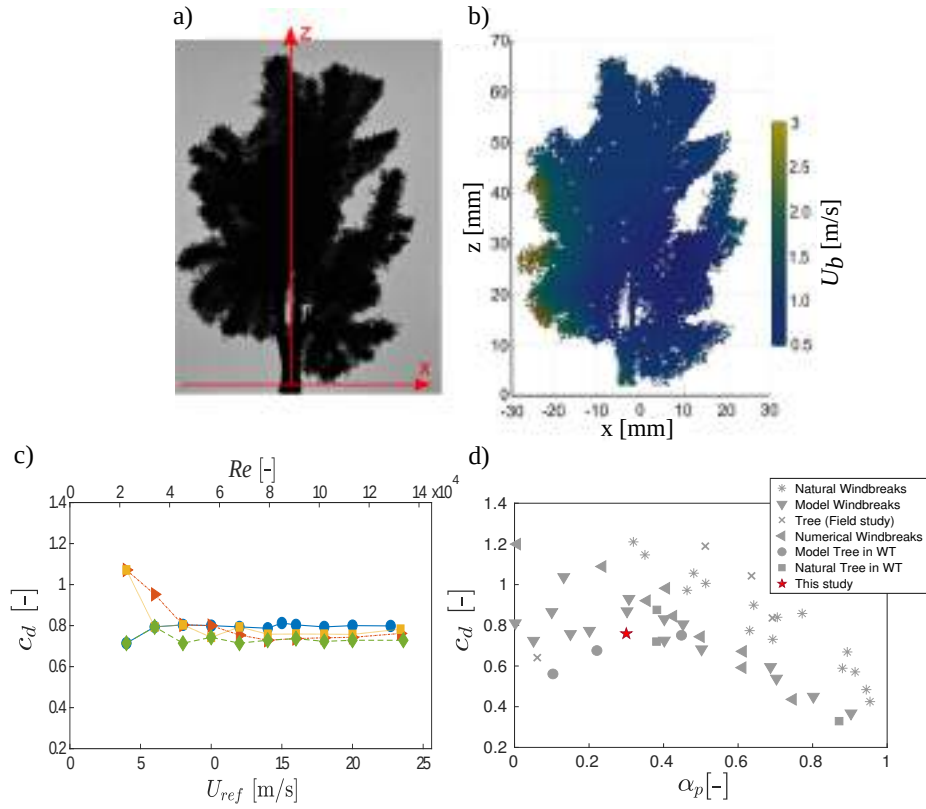 a)
z
x
b)
70
60
50
40
30
20
10
0
z [mm]
-30 -20 -10 0 10 20 30
x [mm]
3
2.5
2.0
1.5
1.0
0.5
U_b [m/s]
c)
Re [-]
0 2 4 6 8 10 12 14 ×10^4
1.4
1.2
1
0.8
0.6
0.4
0.2
c_d [-]
0 5 10 15 20 25
U_ref [m/s]
d)
1.4
1.2
1.0
0.8
0.6
0.4
0.2
c_d [-]
0 0.2 0.4 0.6 0.8 1
α_p[-]
Natural Windbreaks
Model Windbreaks
Tree (Field study)
Numerical Windbreaks
Model Tree in WT
Natural Tree in WT
This study